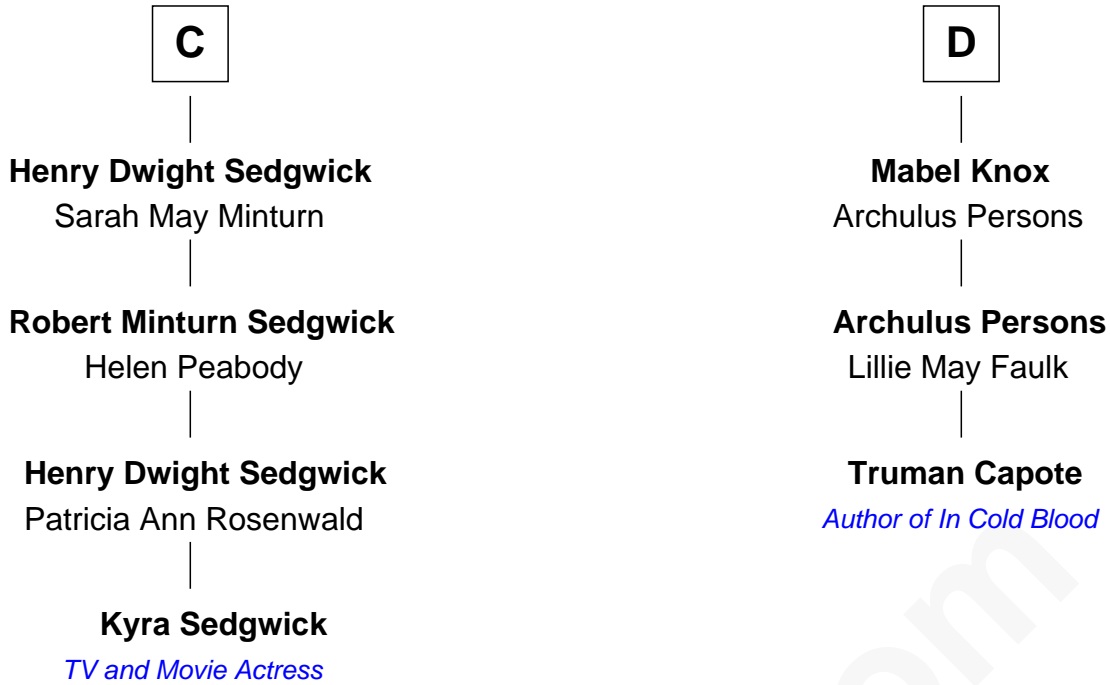 C
Henry Dwight Sedgwick
Sarah May Minturn
Robert Minturn Sedgwick
Helen Peabody
Henry Dwight Sedgwick
Patricia Ann Rosenwald
Kyra Sedgwick
TV and Movie Actress
D
Mabel Knox
Archulus Persons
Archulus Persons
Lillie May Faulk
Truman Capote
Author of In Cold Blood
om